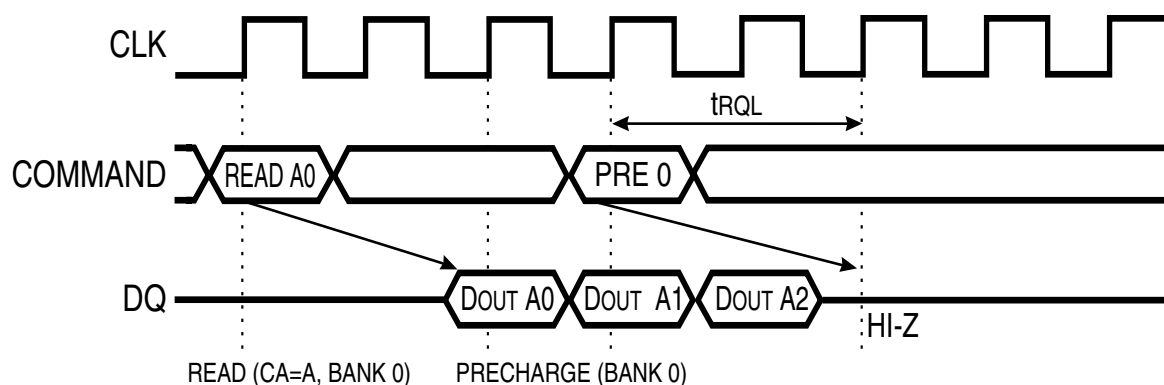 CLK
tRQL
COMMAND READ A0 PRE 0
DQ DOUT A0 DOUT A1 DOUT A2
HI-Z
READ (CA=A, BANK 0) PRECHARGE (BANK 0)